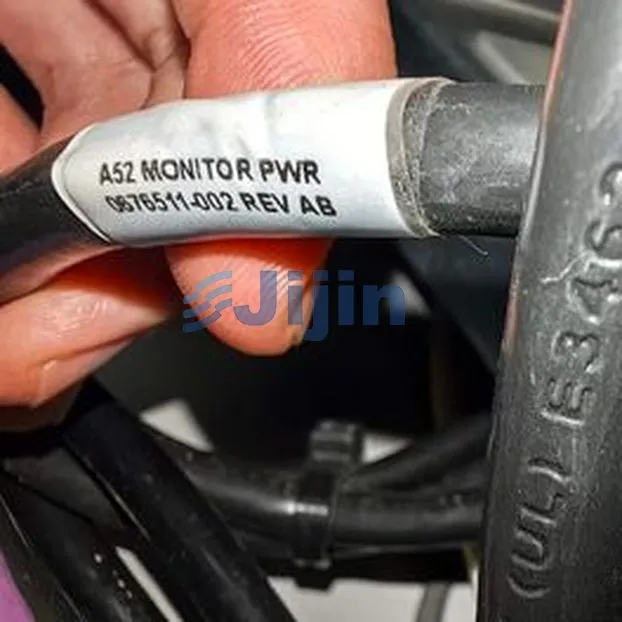 A52 MONITOR PWR
0676511-002 REV AB
Jijin
(UL) E3463